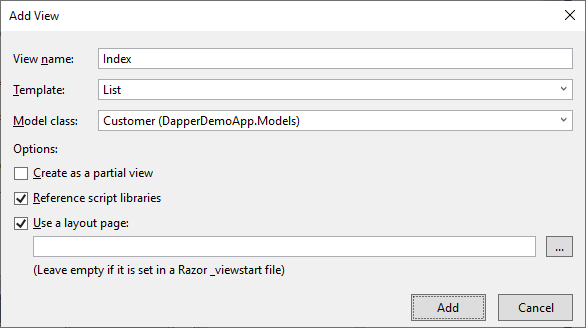 Add View
View name: Index
Template: List
Model class: Customer (DapperDemoApp.Models)
Options:
Create as a partial view
Reference script libraries
Use a layout page:
...
(Leave empty if it is set in a Razor _viewstart file)
Add Cancel